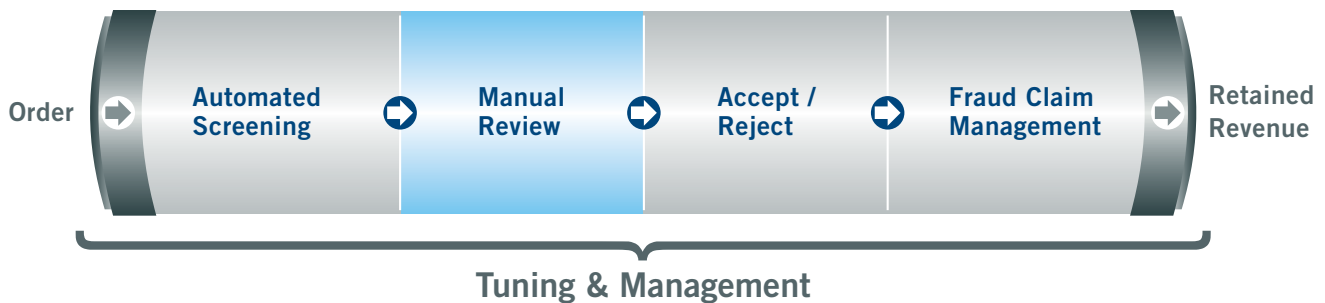 Order
Automated
Screening
Manual
Review
Accept /
Reject
Fraud Claim
Management
Retained
Revenue
Tuning & Management